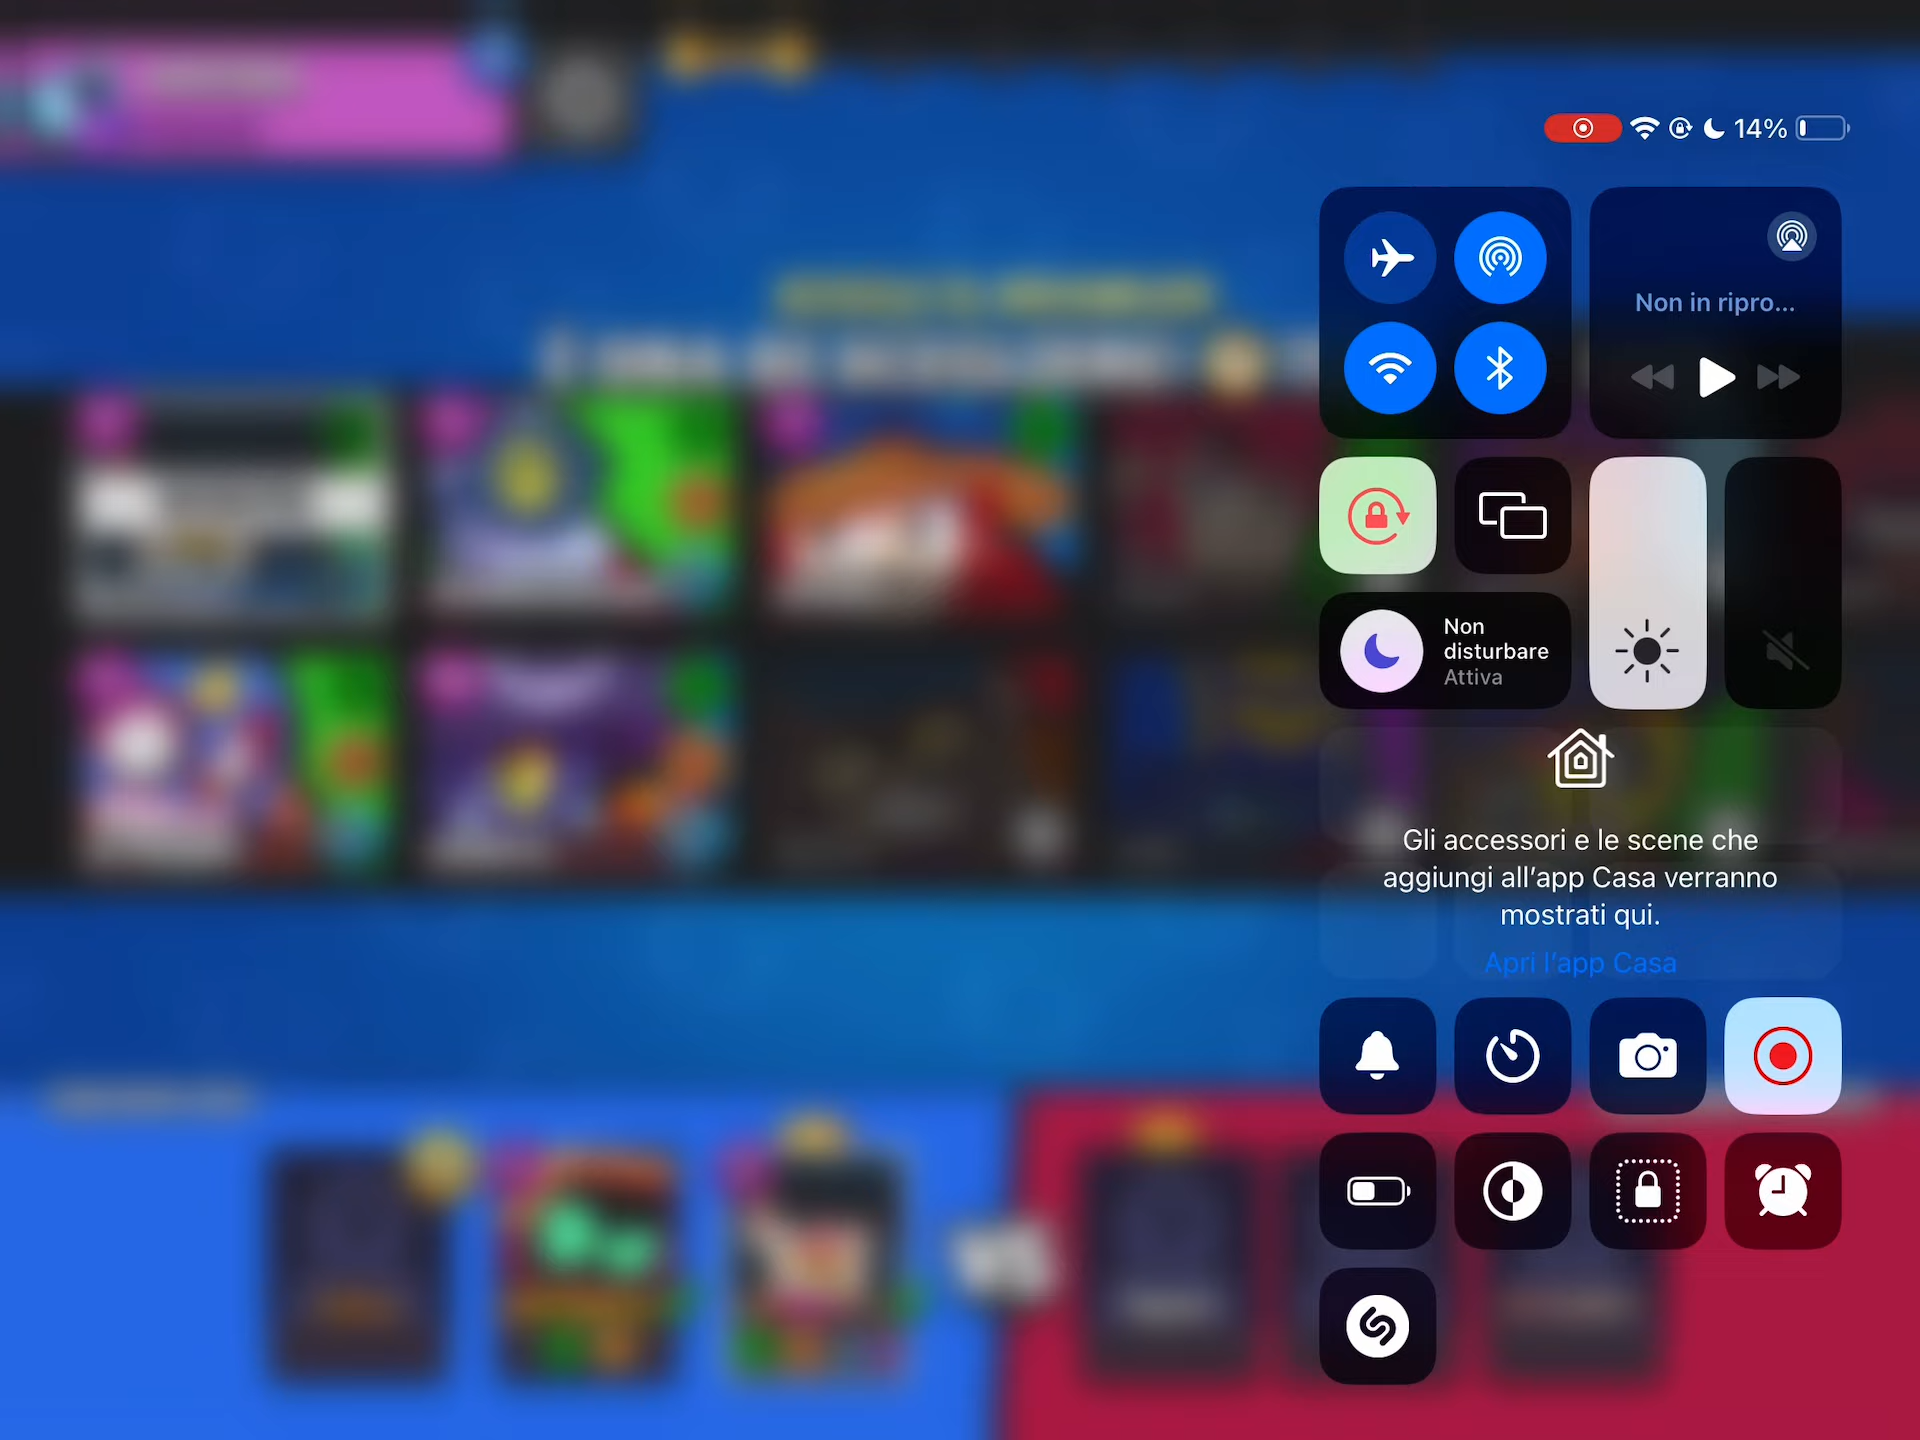 14%
Non in ripro...
Non
disturbare
Attiva
Gli accessori e le scene che
aggiungi all'app Casa verranno
mostrati qui.
Apri l'app Casa
VS